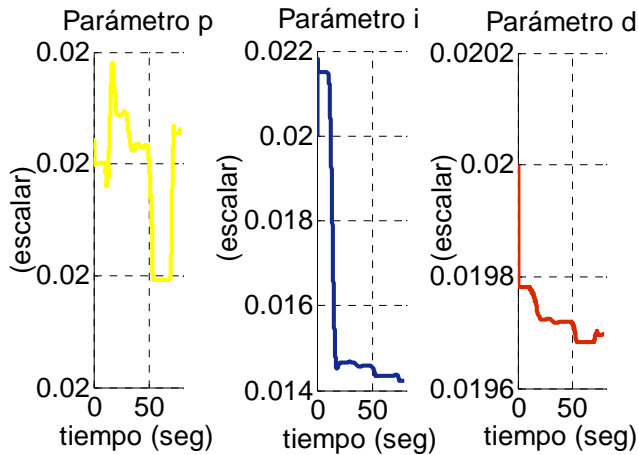 Parámetro p
0.02
0.02
0.02
0.02
(escalar)
0 50
tiempo (seg)
Parámetro i
0.022
0.02
0.018
0.016
0.014
(escalar)
0 50
tiempo (seg)
Parámetro d
0.0202
0.02
0.0198
0.0196
(escalar)
0 50
tiempo (seg)